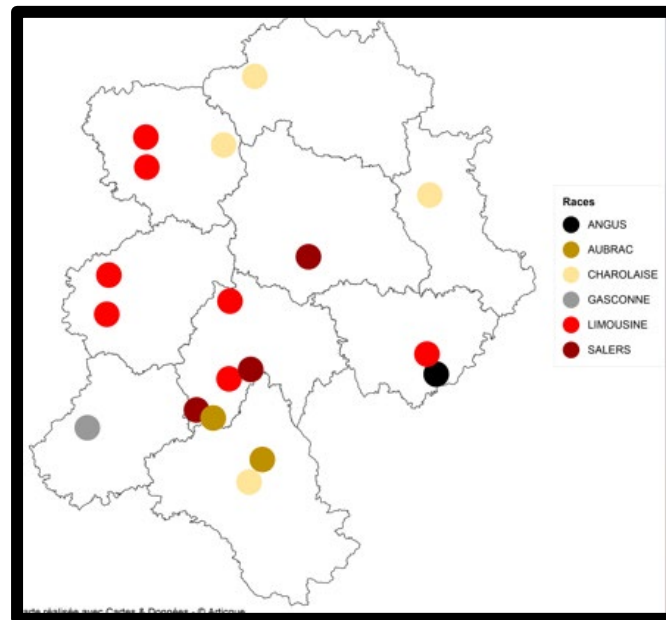 Races
ANGUS
AUBRAC
CHAROLAISE
GASCONNE
LIMOUSINE
SALERS
réalisée avec Cartes & Données - © Articque